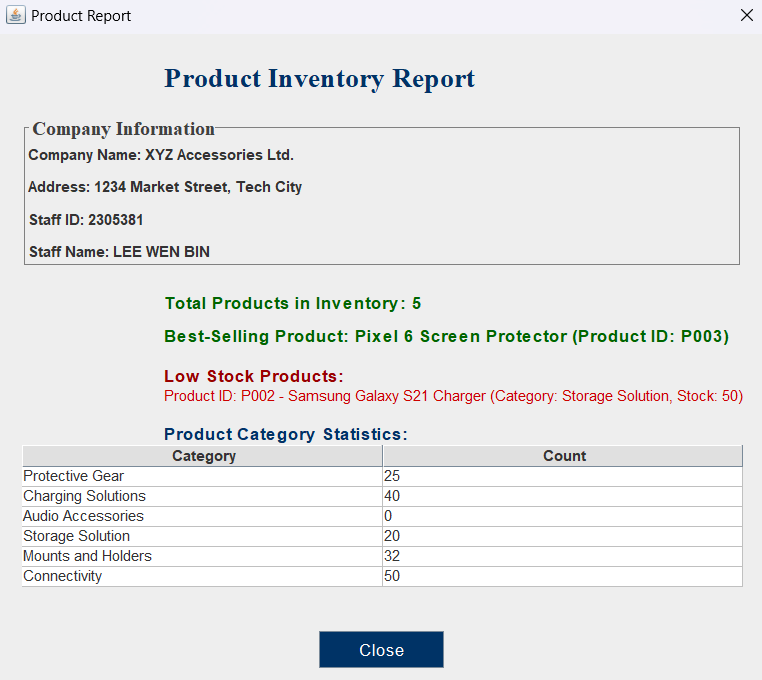 Product Report
Product Inventory Report
Company Information
Company Name: XYZ Accessories Ltd.
Address: 1234 Market Street, Tech City
Staff ID: 2305381
Staff Name: LEE WEN BIN
Total Products in Inventory: 5
Best-Selling Product: Pixel 6 Screen Protector (Product ID: P003)
Low Stock Products:
Product ID: P002 - Samsung Galaxy S21 Charger (Category: Storage Solution, Stock: 50)
Product Category Statistics:
Category Count
Protective Gear 25
Charging Solutions 40
Audio Accessories 0
Storage Solution 20
Mounts and Holders 32
Connectivity 50
Close